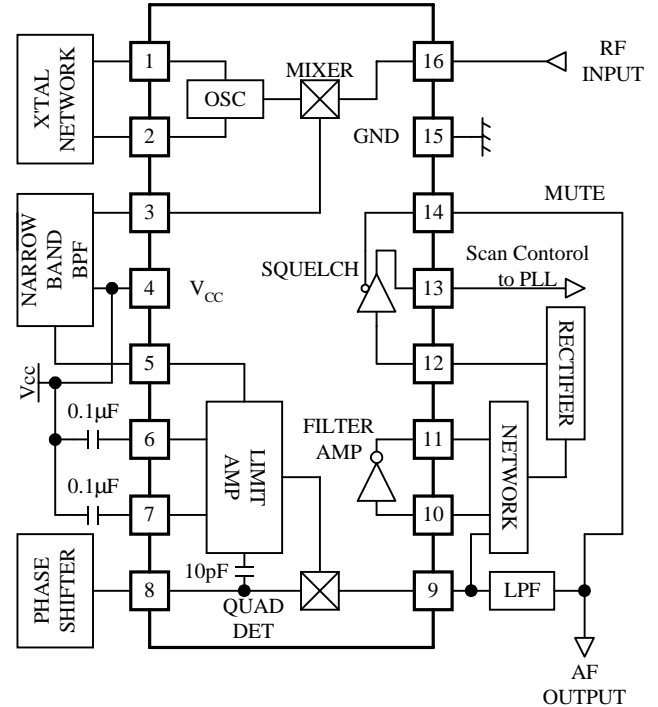 X'TAL
NETWORK
1
2
OSC
MIXER
16
RF
INPUT
GND
15
NARROW
BAND
BPF
3
4
V_CC
5
14
MUTE
SQUELCH
13
Scan Contorol
to PLL
12
RECTIFIER
Vcc
0.1µF
6
0.1µF
7
LIMIT
AMP
FILTER
AMP
11
10
NETWORK
PHASE
SHIFTER
8
10pF
QUAD
DET
9
LPF
AF
OUTPUT